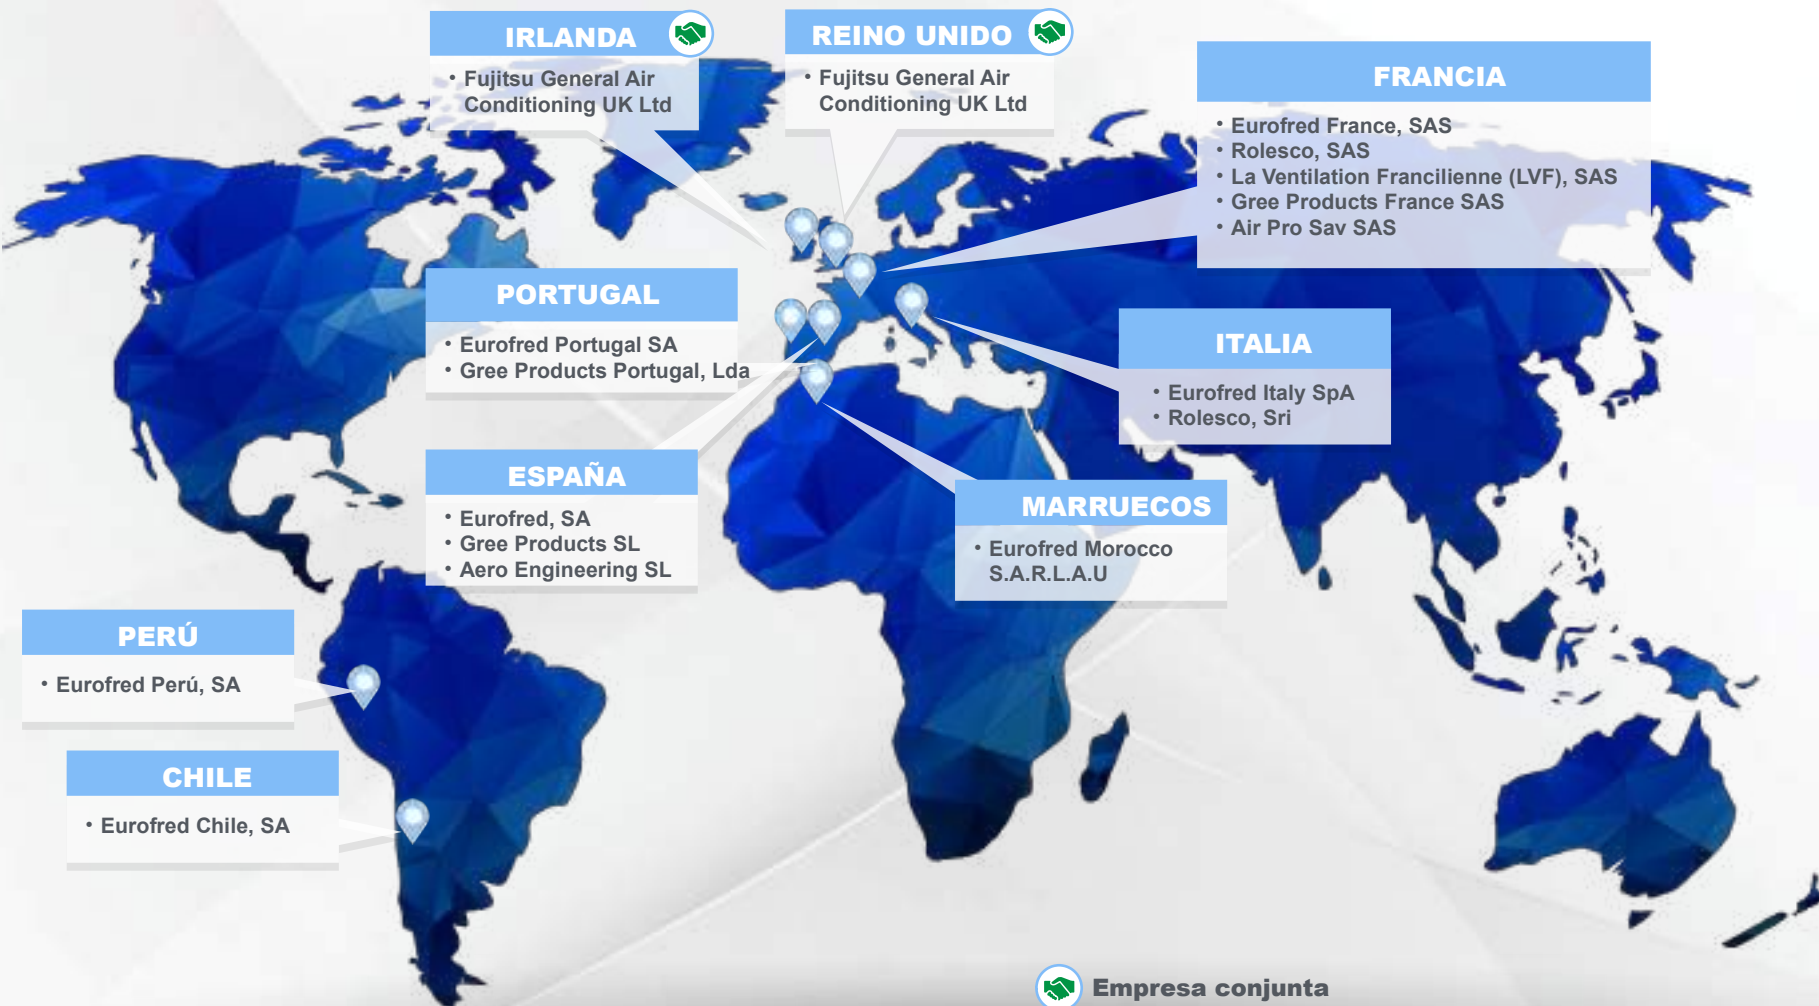 IRLANDA
• Fujitsu General Air
Conditioning UK Ltd
REINO UNIDO
• Fujitsu General Air
Conditioning UK Ltd
FRANCIA
• Eurofred France, SAS
• Rolesco, SAS
• La Ventilation Francilienne (LVF), SAS
• Gree Products France SAS
• Air Pro Sav SAS
PORTUGAL
• Eurofred Portugal SA
• Gree Products Portugal, Lda
ITALIA
• Eurofred Italy SpA
• Rolesco, Sri
ESPAÑA
• Eurofred, SA
• Gree Products SL
• Aero Engineering SL
MARRUECOS
• Eurofred Morocco
S.A.R.L.A.U
PERÚ
• Eurofred Perú, SA
CHILE
• Eurofred Chile, SA
Empresa conjunta